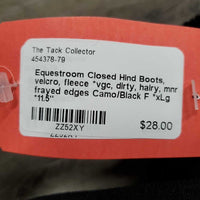 The Tack Collector
454378-79
Equestroom Closed Hind Boots,
velcro, fleece *vgc, dirty, hairy, mnr
frayed edges Camo/Black F *xLg
*11.5"
ZZ52XY
$28.00